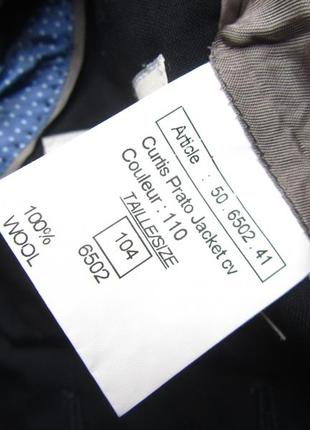 Article : 50.6502.41
Curtis Prato Jacket.cv
Couleur : 110
TAILLE/SIZE
104
6502
100%
WOOL